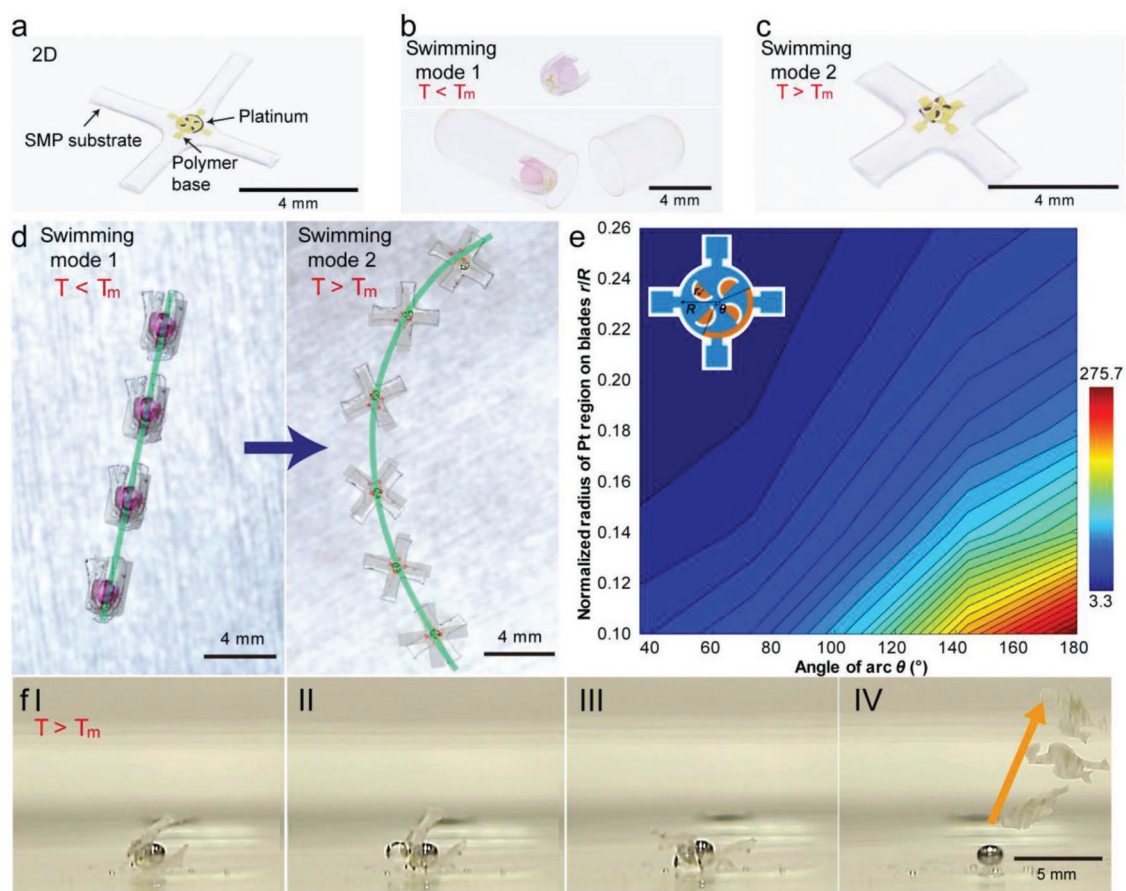 a
2D
Platinum
SMP substrate
Polymer
base
4 mm
b
Swimming
mode 1
T < Tm
4 mm
c
Swimming
mode 2
T > Tm
4 mm
d
Swimming
mode 1
T < Tm
4 mm
Swimming
mode 2
T > Tm
4 mm
e
Normalized radius of Pt region on blades r/R
0.26
0.24
0.22
0.20
0.18
0.16
0.14
0.12
0.10
r
R
θ
40
60
80
100
120
140
160
180
Angle of arc θ (°)
275.7
3.3
f I
T > Tm
II
III
IV
5 mm